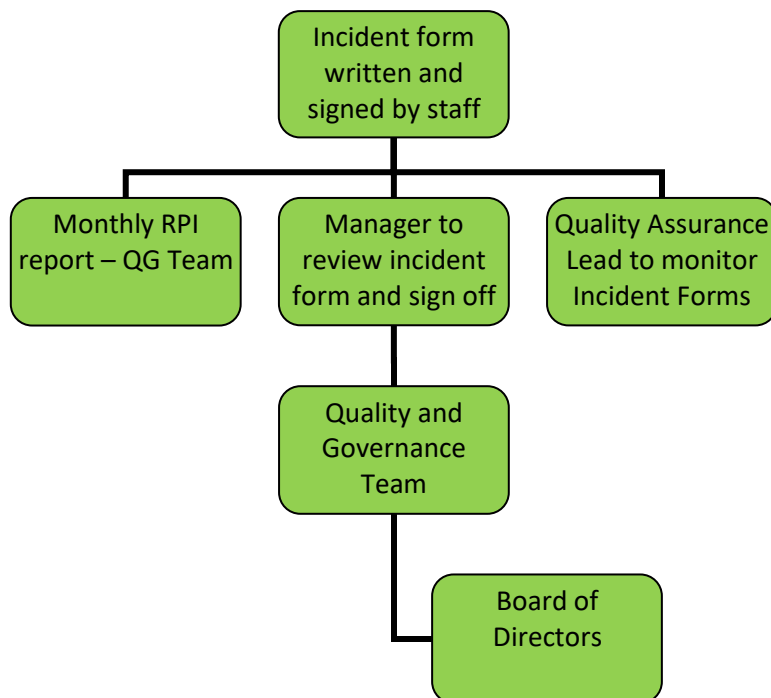 Incident form
written and
signed by staff
Monthly RPI
report – QG Team
Manager to
review incident
form and sign off
Quality Assurance
Lead to monitor
Incident Forms
Quality and
Governance
Team
Board of
Directors